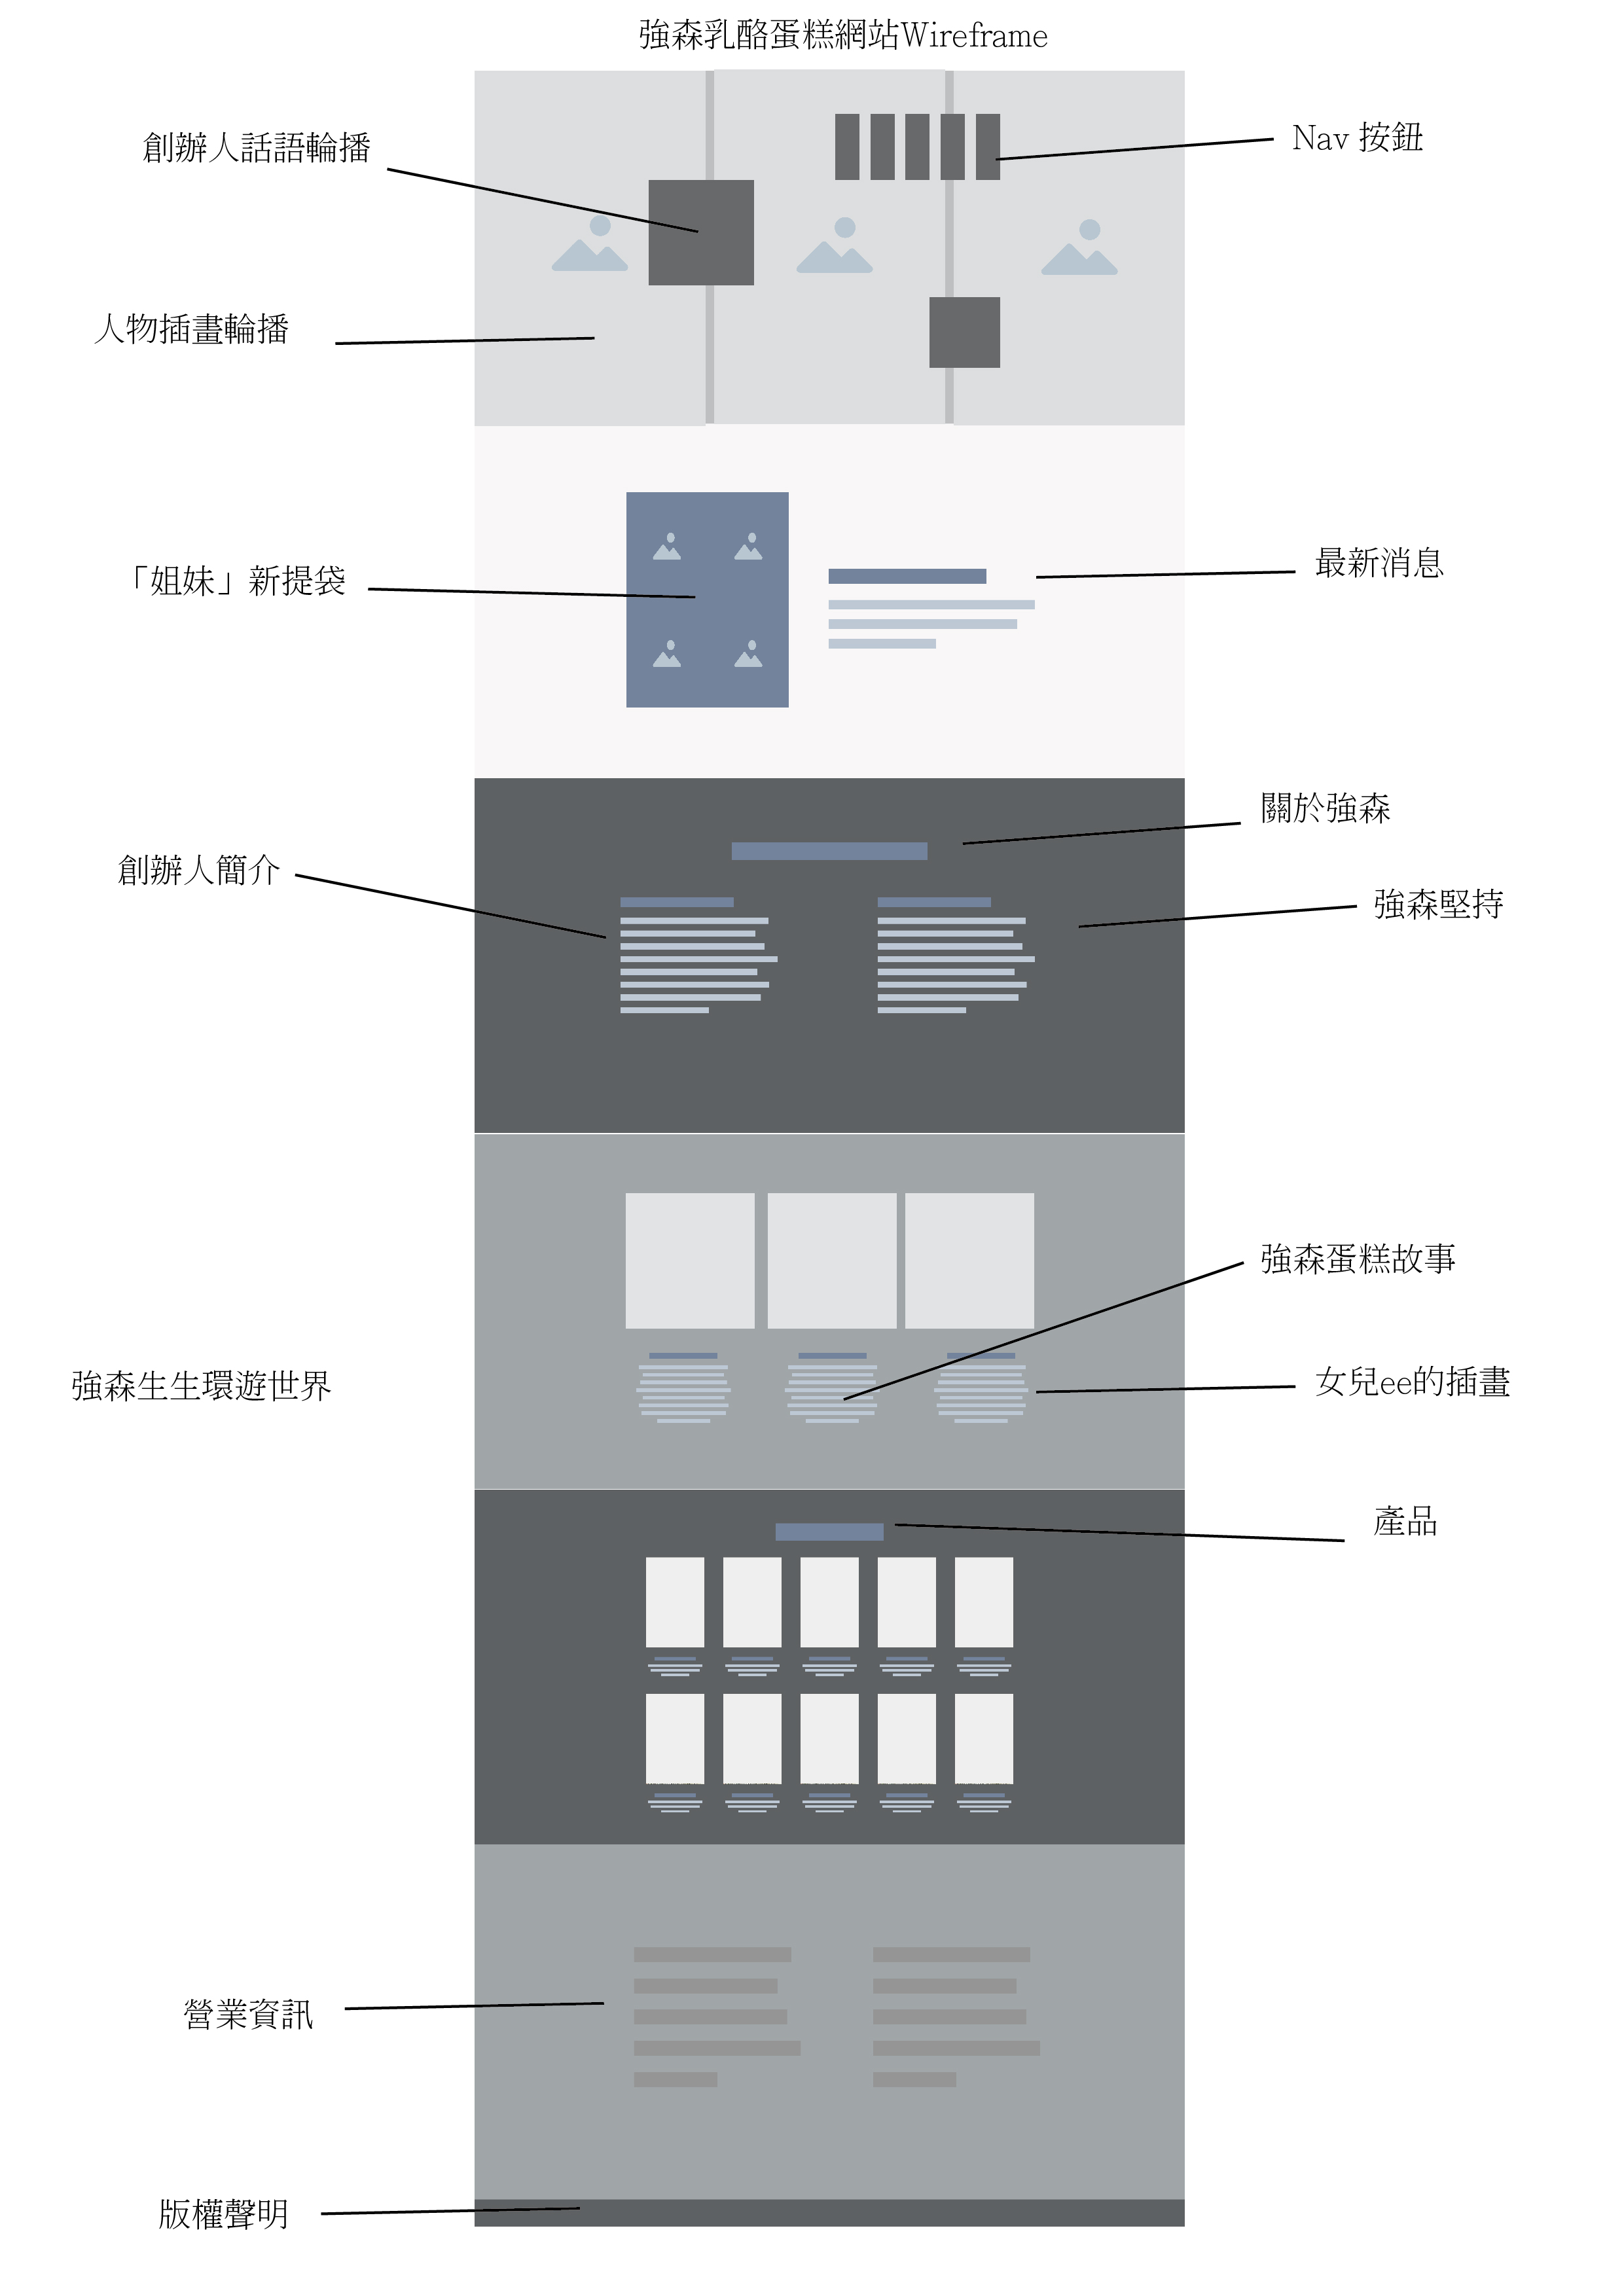 強森乳酪蛋糕網站Wireframe
Nav 按鈕
創辦人話語輪播
人物插畫輪播
最新消息
「姐妹」新提袋
關於強森
創辦人簡介
強森堅持
強森蛋糕故事
強森生生環遊世界
女兒ee的插畫
產品
營業資訊
版權聲明